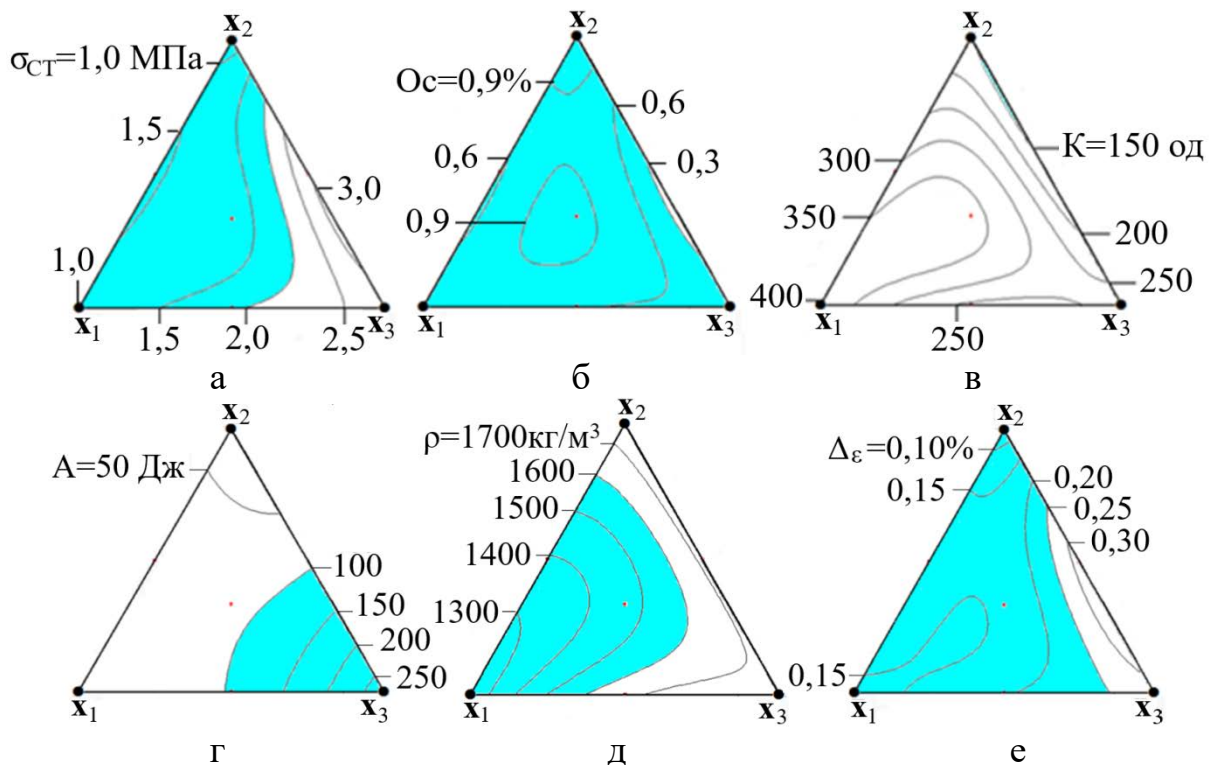 x₂
σ_СТ=1,0 МПа
1,5
3,0
1,0
x₁
x₃
1,5
2,0
2,5
а
x₂
Ос=0,9%
0,6
0,6
0,3
0,9
x₁
x₃
б
x₂
К=150 од
300
350
200
250
400
x₁
x₃
250
в
x₂
А=50 Дж
100
150
200
250
x₁
x₃
г
x₂
ρ=1700кг/м³
1600
1500
1400
1300
x₁
x₃
д
x₂
Δ_ε=0,10%
0,20
0,15
0,25
0,30
0,15
x₁
x₃
е